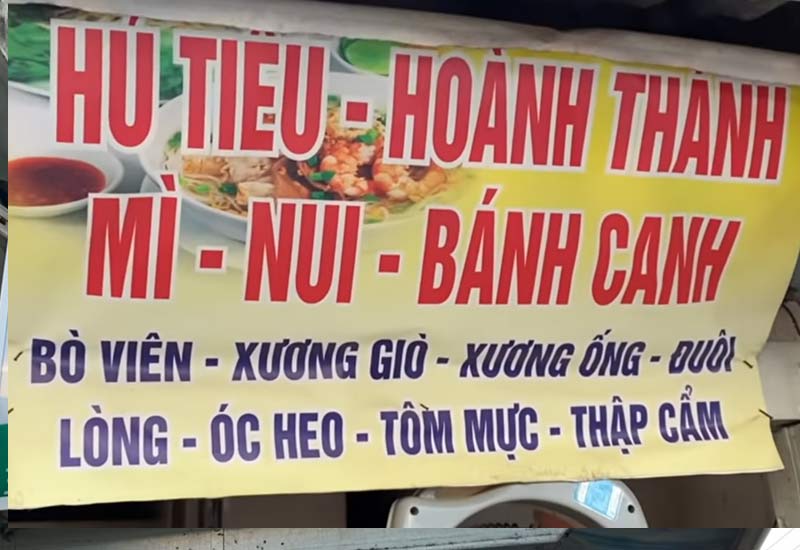 HỦ TIẾU - HOÀNH THÁNH
MÌ - NUI - BÁNH CANH
BÒ VIÊN - XƯƠNG GIÒ - XƯƠNG ỐNG - ĐUÔI
LÒNG - ÓC HEO - TÔM MỰC - THẬP CẨM